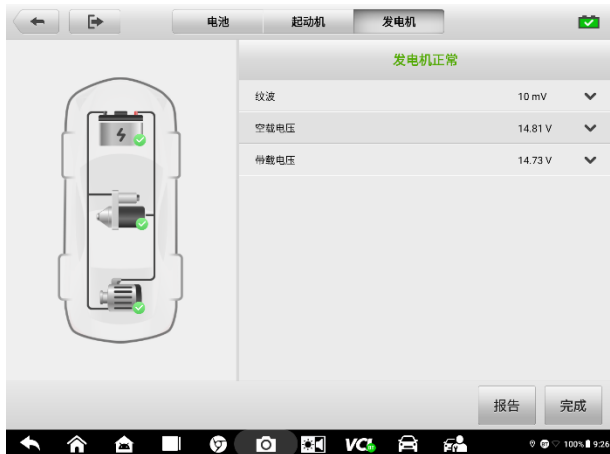 电池 起动机 发电机
发电机正常
纹波 10 mV
空载电压 14.81 V
带载电压 14.73 V
报告 完成
VCI 100% 9:26